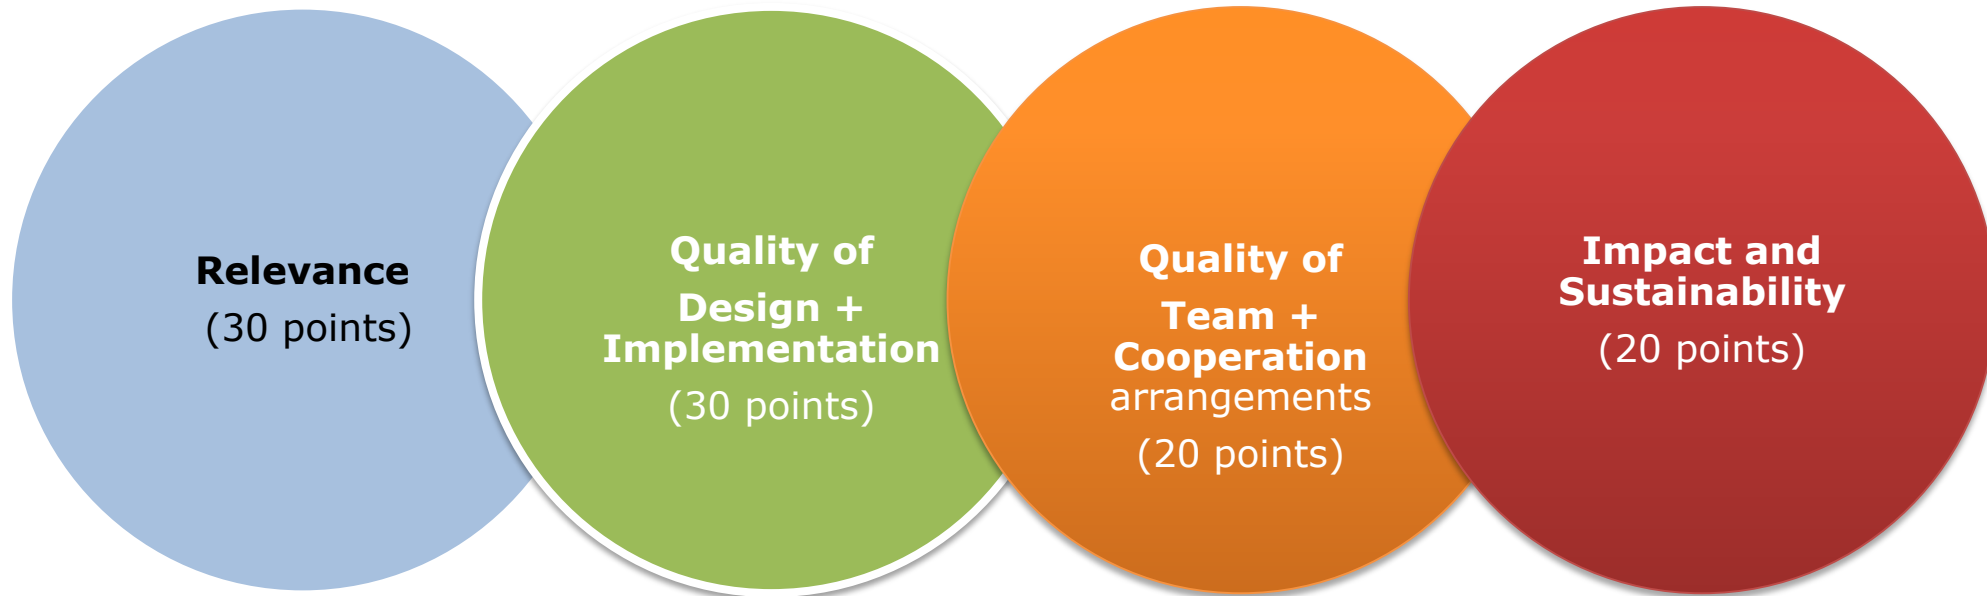 Relevance
(30 points)
Quality of
Design +
Implementation
(30 points)
Quality of
Team +
Cooperation
arrangements
(20 points)
Impact and
Sustainability
(20 points)